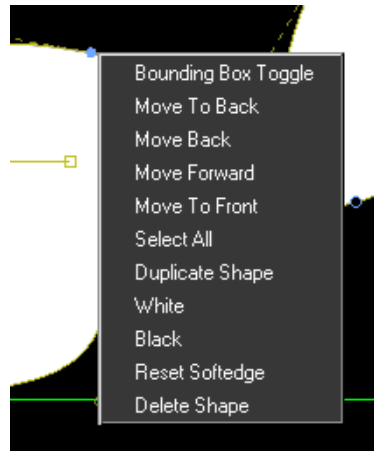 Bounding Box Toggle
Move To Back
Move Back
Move Forward
Move To Front
Select All
Duplicate Shape
White
Black
Reset Softedge
Delete Shape